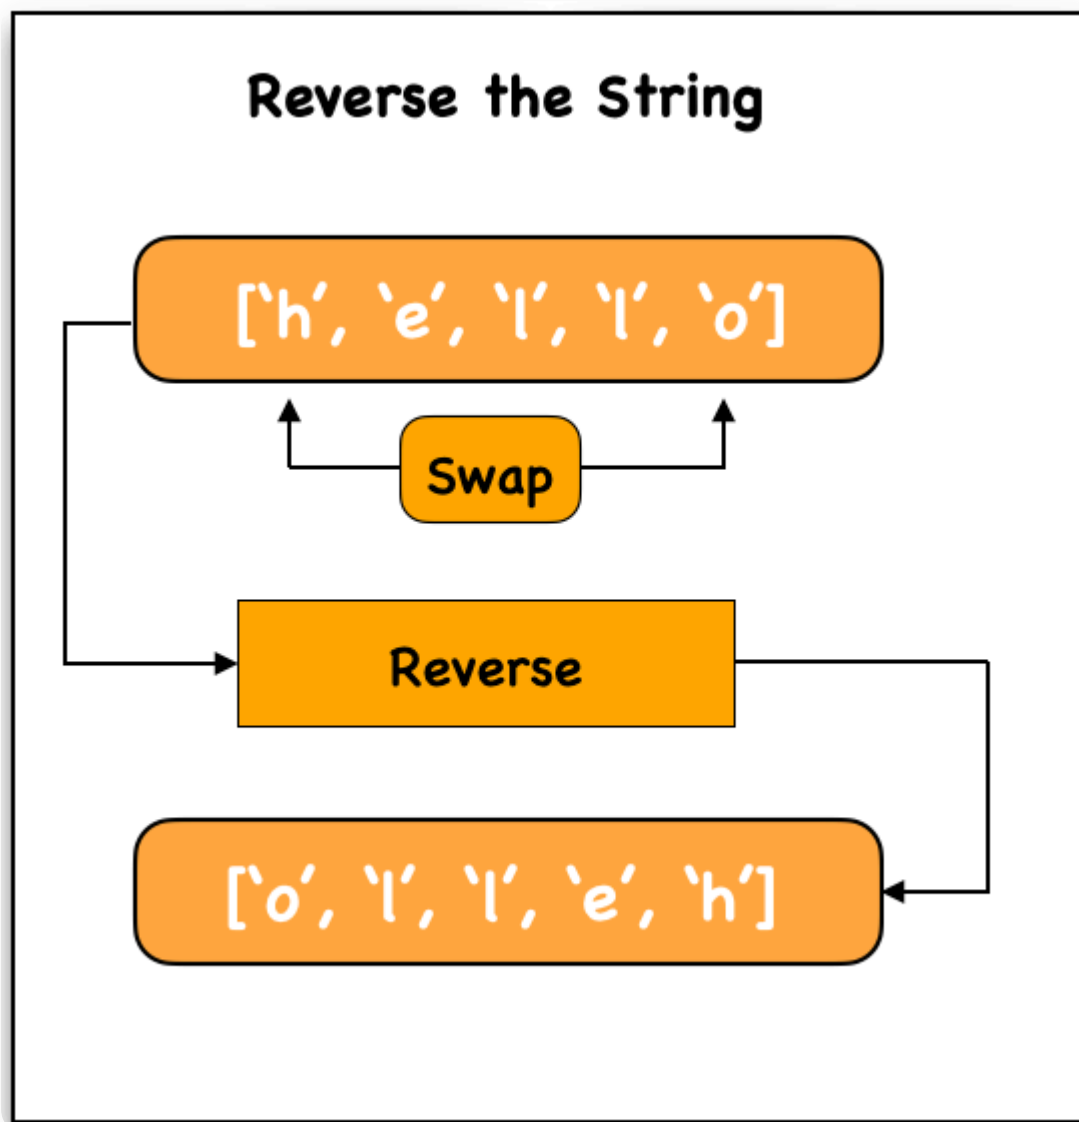 Reverse the String
[‘h’, ‘e’, ‘l’, ‘l’, ‘o’]
Swap
Reverse
[‘o’, ‘l’, ‘l’, ‘e’, ‘h’]